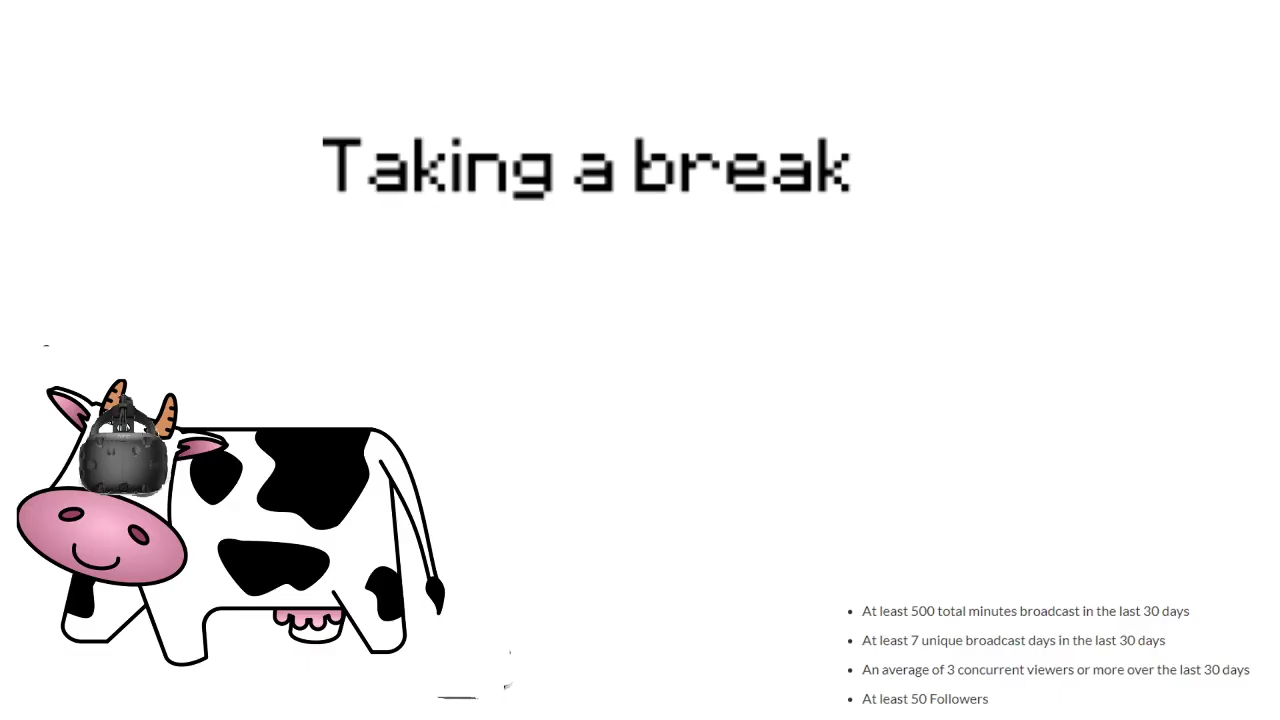 Taking a break
At least 500 total minutes broadcast in the last 30 days
At least 7 unique broadcast days in the last 30 days
An average of 3 concurrent viewers or more over the last 30 days
At least 50 Followers